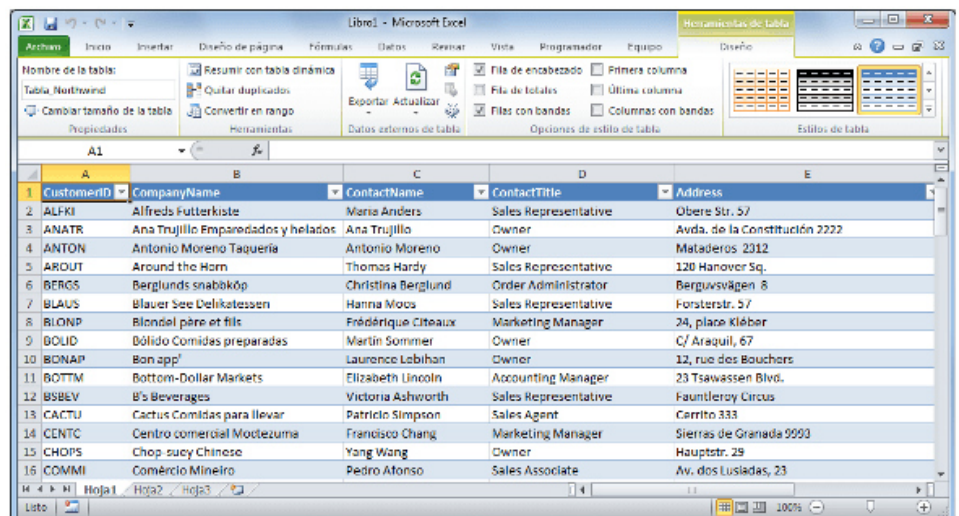 Libro1 - Microsoft Excel
Herramientas de tabla
Archivo Inicio Insertar Diseño de página Fórmulas Datos Revisar Vista Programador Equipo Diseño
Nombre de la tabla:
Tabla_Northwind
Cambiar tamaño de la tabla
Propiedades
Resumir con tabla dinámica
Quitar duplicados
Convertir en rango
Herramientas
Exportar Actualizar
Datos externos de tabla
Fila de encabezado Primera columna
Fila de totales Última columna
Filas con bandas Columnas con bandas
Opciones de estilo de tabla
Estilos de tabla
A1 fx
A B C D E
1 CustomerID CompanyName ContactName ContactTitle Address
2 ALFKI Alfreds Futterkiste Maria Anders Sales Representative Obere Str. 57
3 ANATR Ana Trujillo Emparedados y helados Ana Trujillo Owner Avda. de la Constitución 2222
4 ANTON Antonio Moreno Taquería Antonio Moreno Owner Mataderos 2312
5 AROUT Around the Horn Thomas Hardy Sales Representative 120 Hanover Sq.
6 BERGS Berglunds snabbköp Christina Berglund Order Administrator Berguvsvägen 8
7 BLAUS Blauer See Delikatessen Hanna Moos Sales Representative Forsterstr. 57
8 BLONP Blondel père et fils Frédérique Citeaux Marketing Manager 24, place Kléber
9 BOLID Bólido Comidas preparadas Martín Sommer Owner C/ Araquil, 67
10 BONAP Bon app' Laurence Lebihan Owner 12, rue des Bouchers
11 BOTTM Bottom-Dollar Markets Elizabeth Lincoln Accounting Manager 23 Tsawassen Blvd.
12 BSBEV B's Beverages Victoria Ashworth Sales Representative Fauntleroy Circus
13 CACTU Cactus Comidas para llevar Patricio Simpson Sales Agent Cerrito 333
14 CENTC Centro comercial Moctezuma Francisco Chang Marketing Manager Sierras de Granada 9993
15 CHOPS Chop-suey Chinese Yang Wang Owner Hauptstr. 29
16 COMMI Comércio Mineiro Pedro Afonso Sales Associate Av. dos Lusíadas, 23
Hoja1 Hoja2 Hoja3
Listo 100%